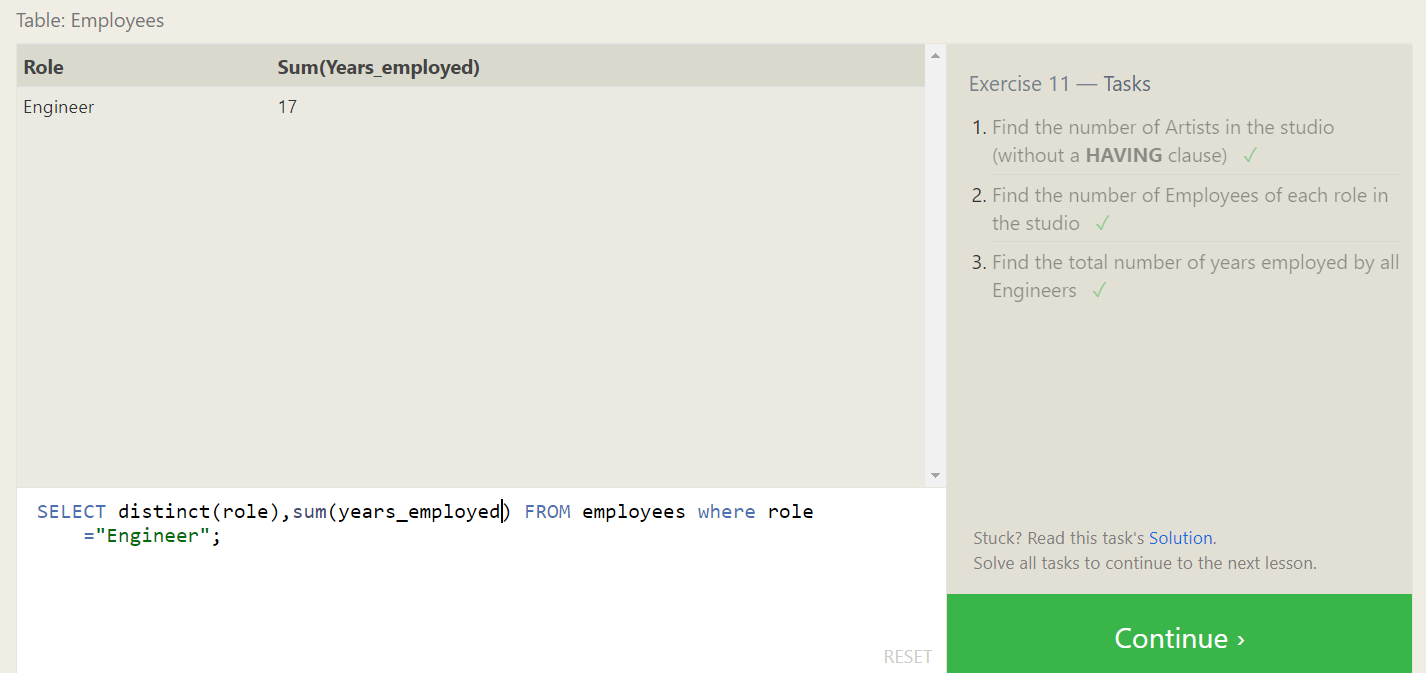 Table: Employees
Role Sum(Years_employed)
Engineer 17
SELECT distinct(role),sum(years_employed) FROM employees where role
="Engineer";
RESET
Exercise 11 — Tasks
1. Find the number of Artists in the studio
(without a HAVING clause) ✓
2. Find the number of Employees of each role in
the studio ✓
3. Find the total number of years employed by all
Engineers ✓
Stuck? Read this task's Solution.
Solve all tasks to continue to the next lesson.
Continue ›